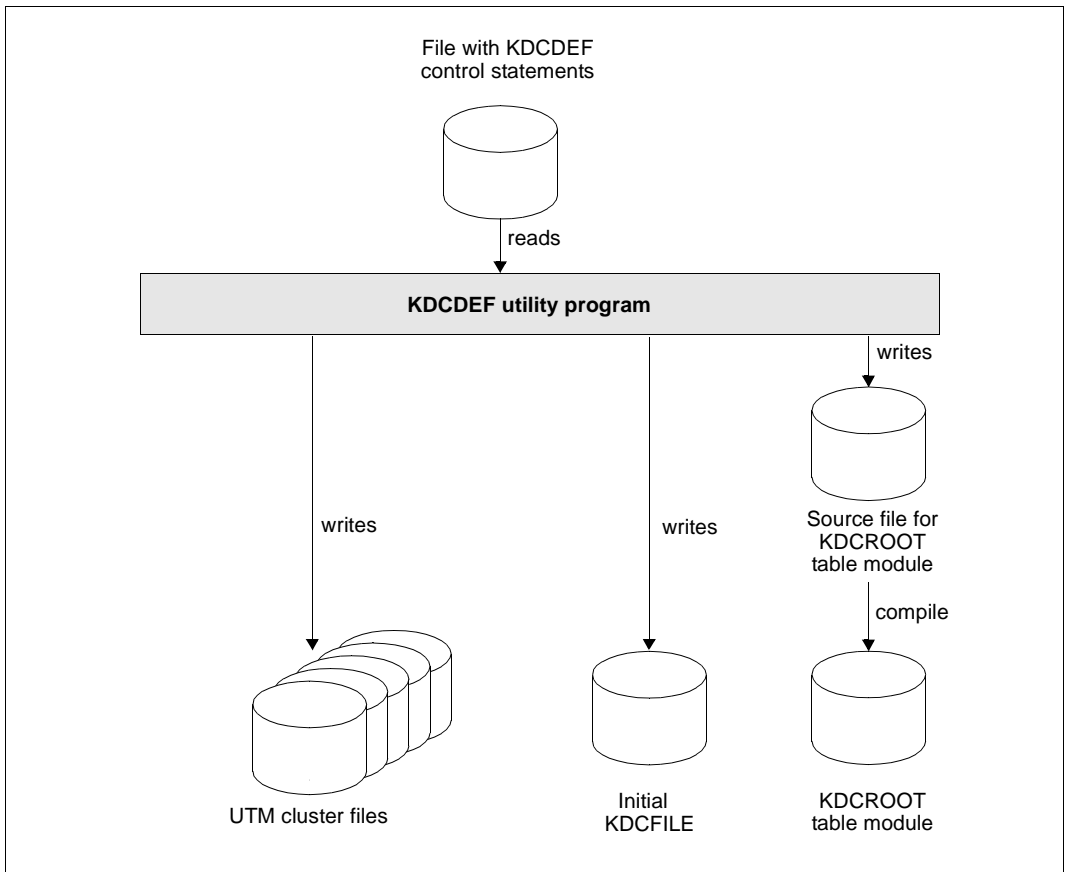 File with KDCDEF
control statements
reads
KDCDEF utility program
writes
writes
writes
Source file for
KDCROOT
table module
compile
UTM cluster files
Initial
KDCFILE
KDCROOT
table module